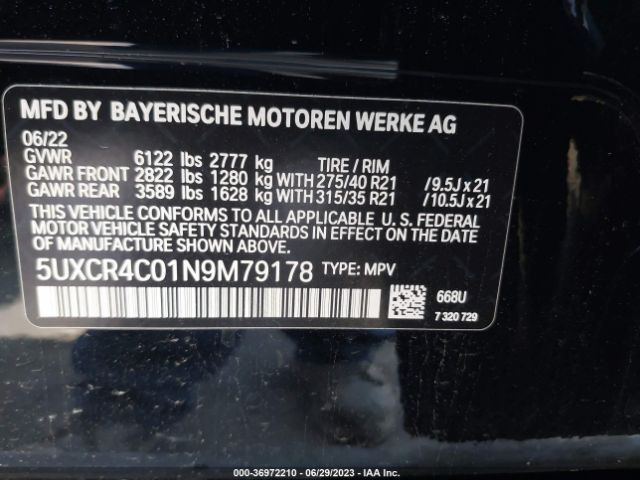 MFD BY BAYERISCHE MOTOREN WERKE AG
06/22
GVWR 6122 lbs 2777 kg TIRE / RIM
GAWR FRONT 2822 lbs 1280 kg WITH 275/40 R21 / 9.5J x 21
GAWR REAR 3589 lbs 1628 kg WITH 315/35 R21 / 10.5J x 21
THIS VEHICLE CONFORMS TO ALL APPLICABLE U. S. FEDERAL
MOTOR VEHICLE SAFETY STANDARDS IN EFFECT ON THE DATE
OF MANUFACTURE SHOWN ABOVE.
5UXCR4C01N9M79178 TYPE: MPV
668U
7 320 729
000-36972210 - 06/29/2023 - IAA Inc.